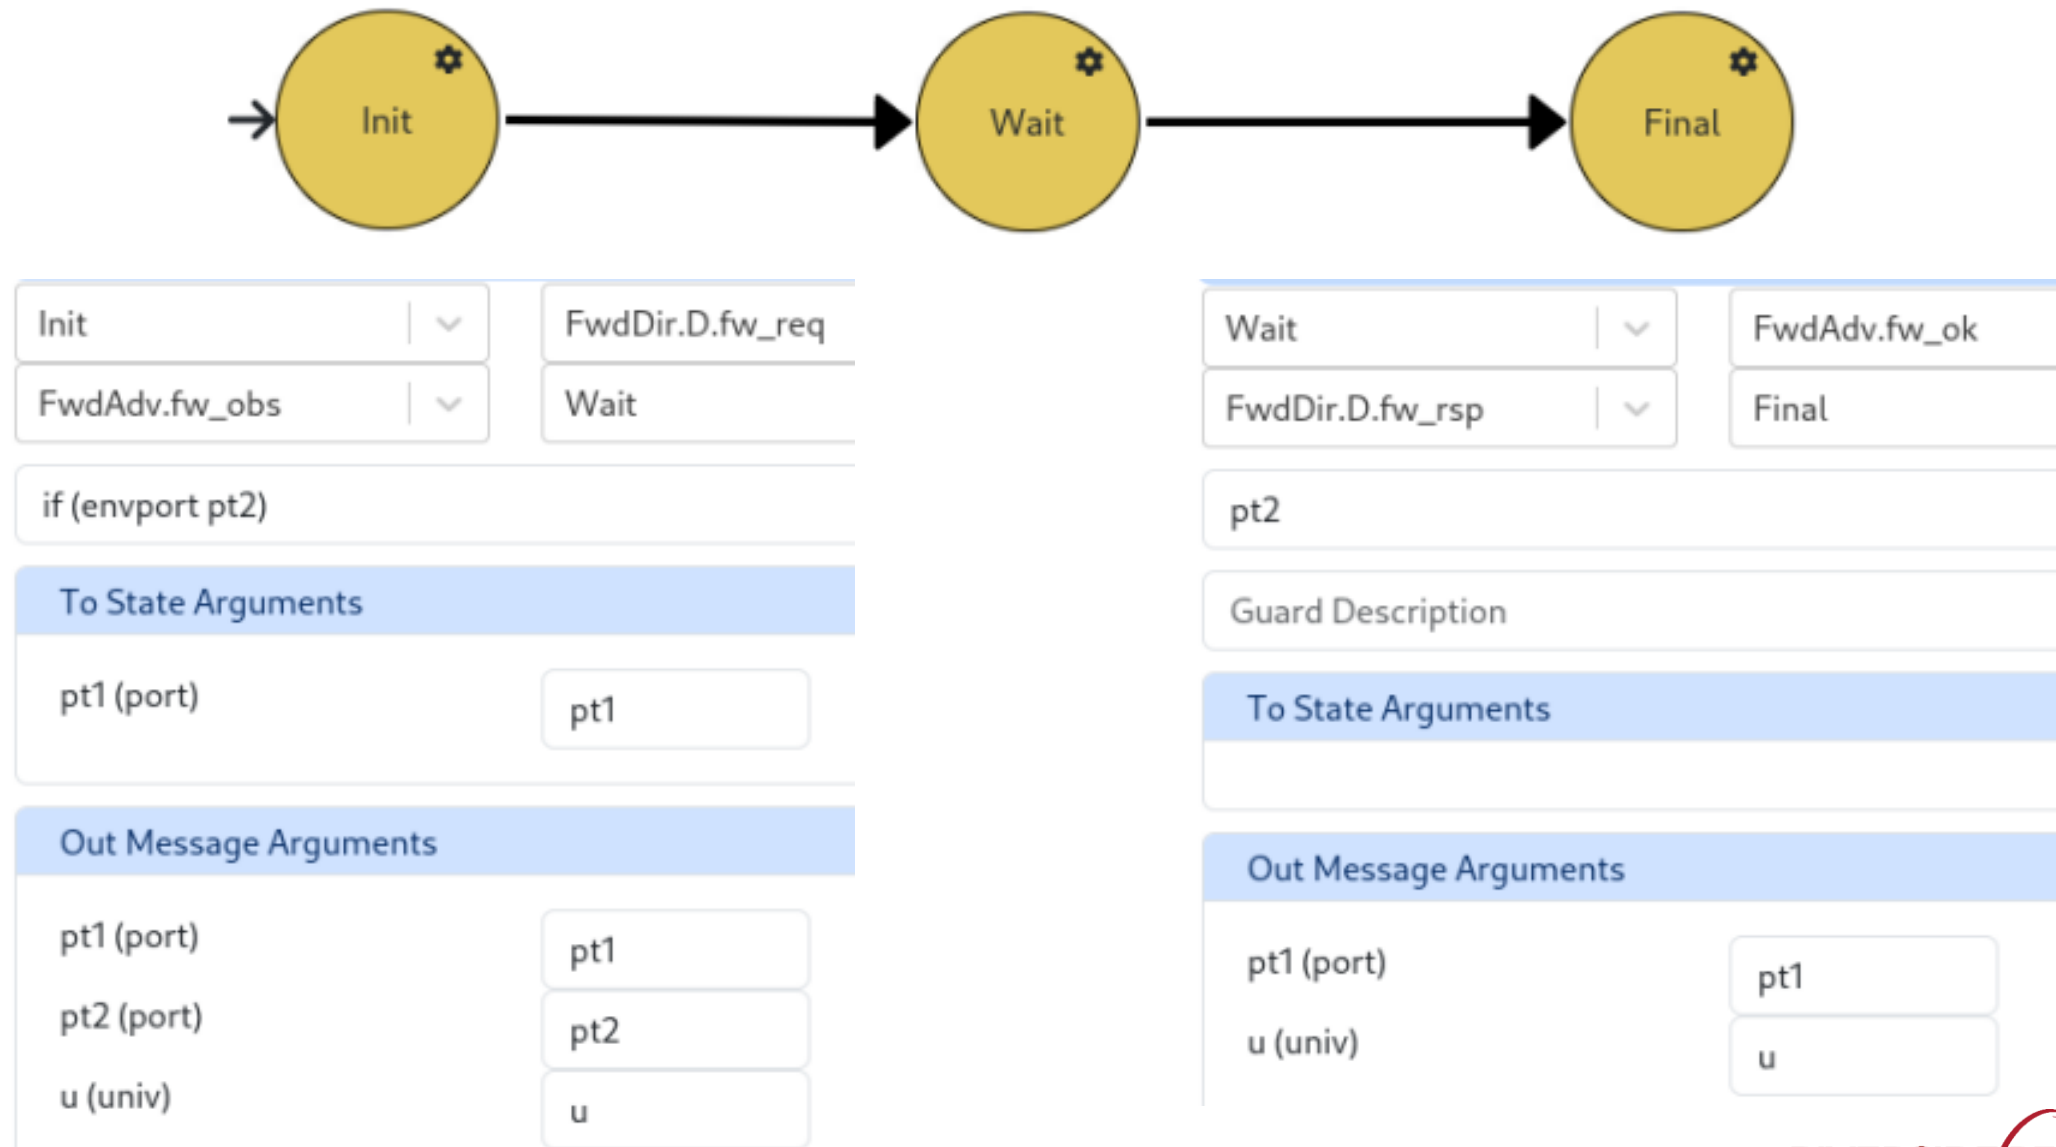 Init
Wait
Final
Init
FwdDir.D.fw_req
FwdAdv.fw_obs
Wait
if (envport pt2)
To State Arguments
pt1 (port)
pt1
Out Message Arguments
pt1 (port)
pt1
pt2 (port)
pt2
u (univ)
u
Wait
FwdAdv.fw_ok
FwdDir.D.fw_rsp
Final
pt2
Guard Description
To State Arguments
Out Message Arguments
pt1 (port)
pt1
u (univ)
u